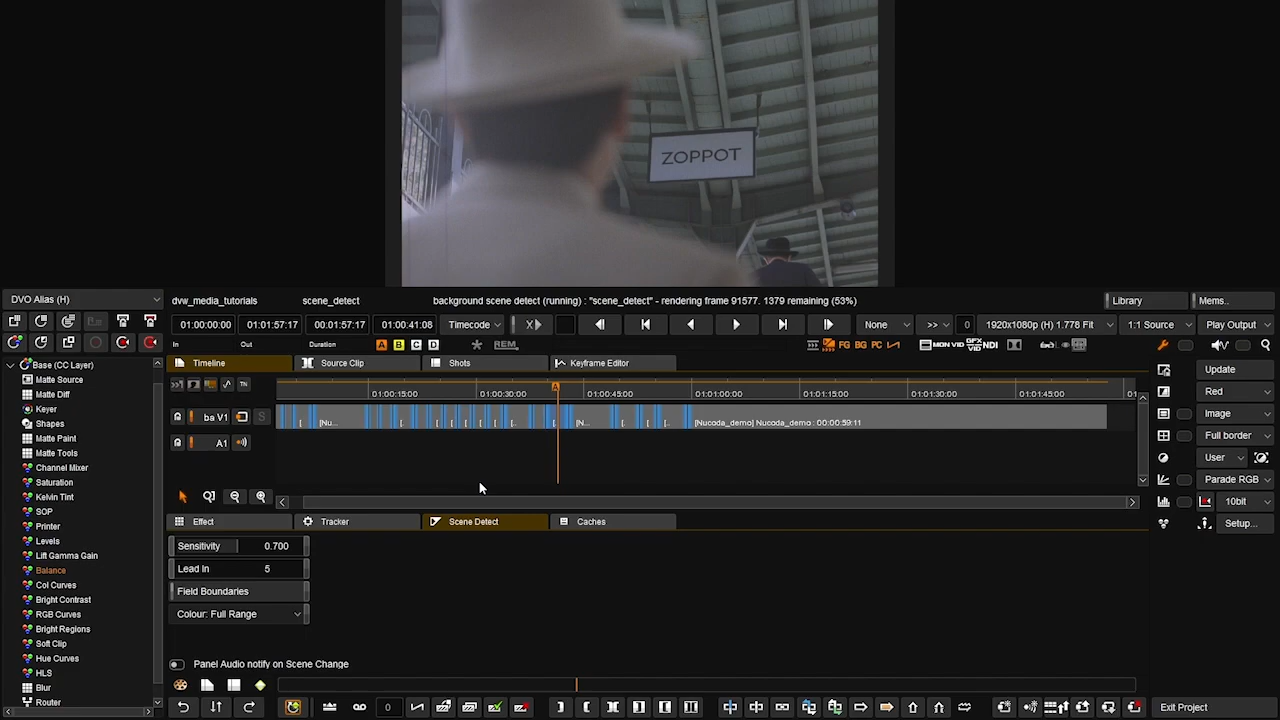 ZOPPOT
DVO Alias (H)
dvw_media_tutorials
scene_detect
background scene detect (running) : "scene_detect" - rendering frame 91577. 1379 remaining (53%)
Library
Mems..
01:00:00:00
01:01:57:17
00:01:57:17
01:00:41:08
Timecode
X
None
>>
0
1920x1080p (H) 1.778 Fit
1:1 Source
Play Output
In
Out
Duration
A
B
C
D
REM
FG BG PC
MON VID
GFX VID
NDI
Timeline
Source Clip
Shots
Keyframe Editor
Base (CC Layer)
Matte Source
Matte Diff
Keyer
Shapes
Matte Paint
Matte Tools
Channel Mixer
Saturation
Kelvin Tint
SOP
Printer
Levels
Lift Gamma Gain
Balance
Col Curves
Bright Contrast
RGB Curves
Bright Regions
Soft Clip
Hue Curves
HLS
Blur
Router
A
01:00:15:00
01:00:30:00
01:00:45:00
01:01:00:00
01:01:15:00
01:01:30:00
01:01:45:00
ba V1
S
[Nu...
[N...
[Nucoda_demo] Nucoda_demo : 00:00:59:11
A1
Effect
Tracker
Scene Detect
Caches
Sensitivity 0.700
Lead In 5
Field Boundaries
Colour: Full Range
Panel Audio notify on Scene Change
Update
Red
Image
Full border
User
Parade RGB
10bit
Setup...
0
Exit Project